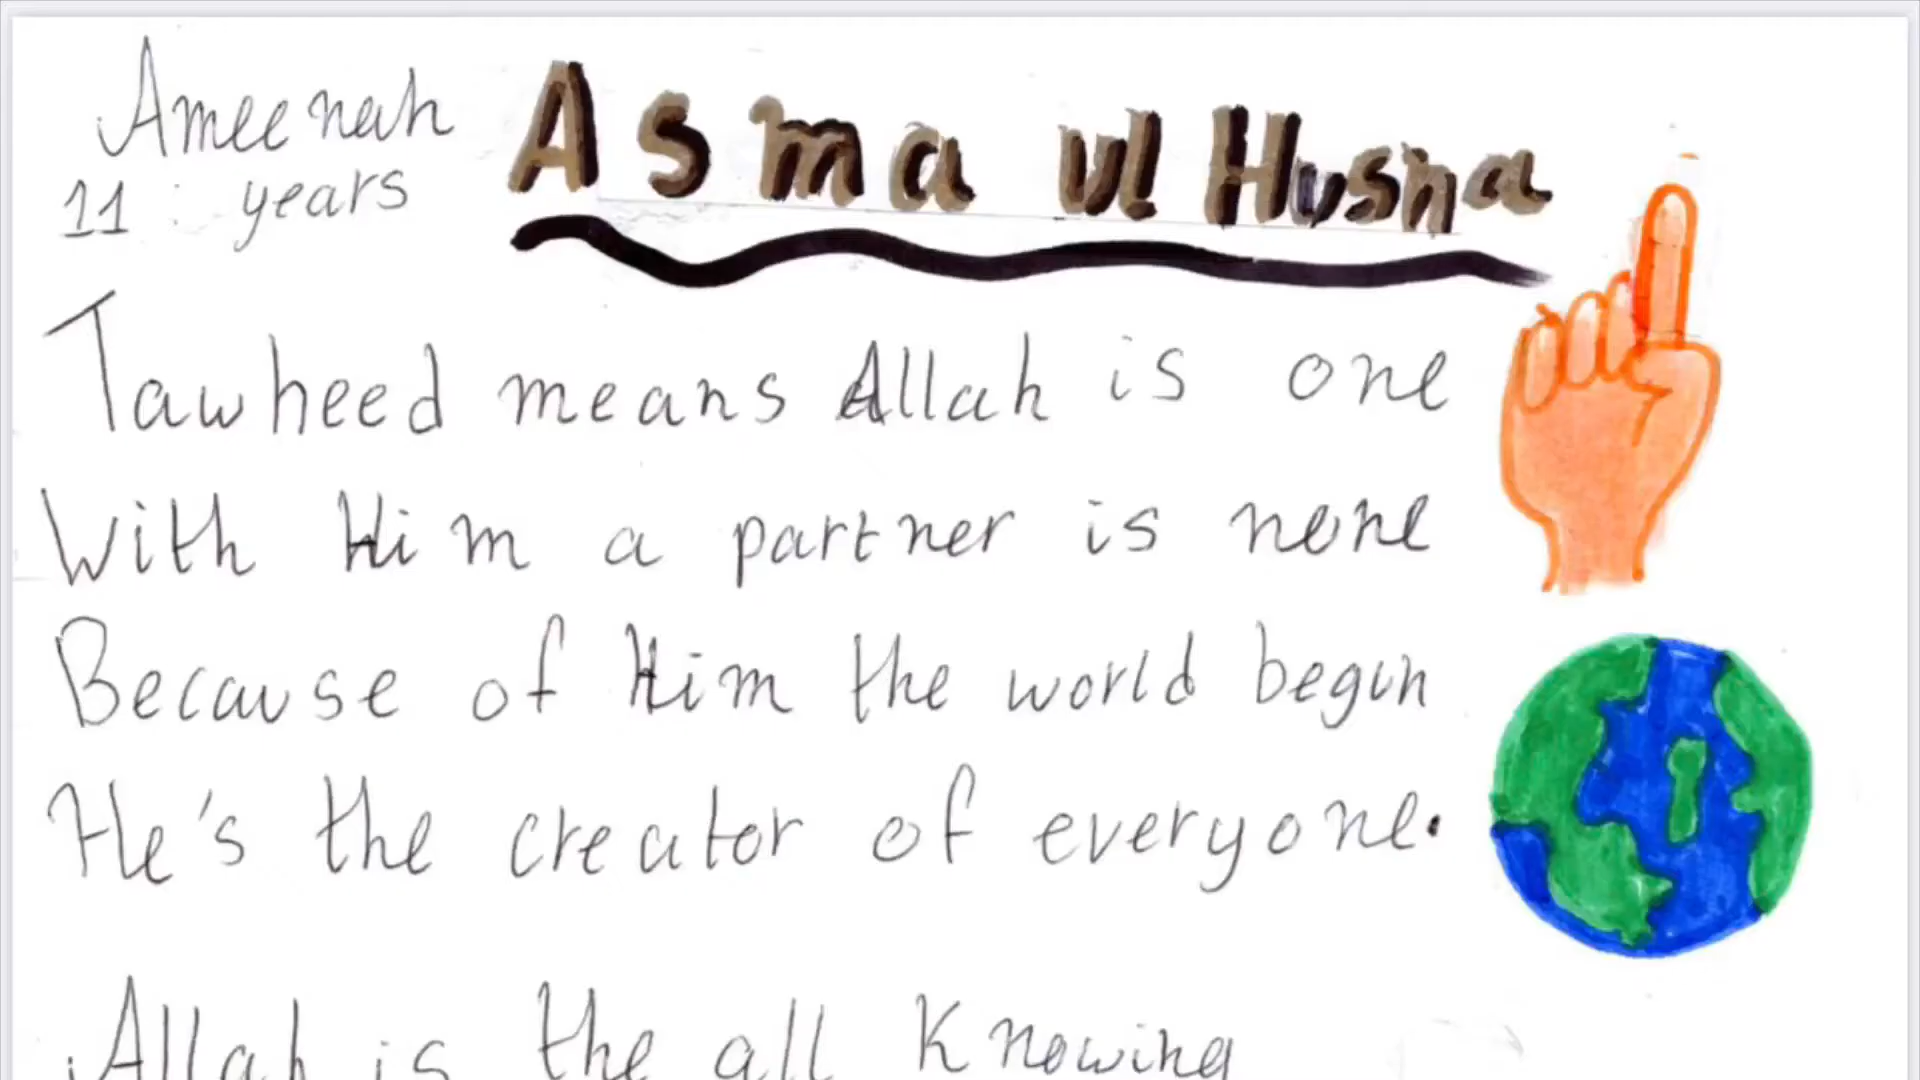 Ameenah
11 years
Asma ul Husna
Tawheed means Allah is one
With Him a partner is none
Because of Him the world begun
He's the creator of everyone.
Allah is the all Knowing